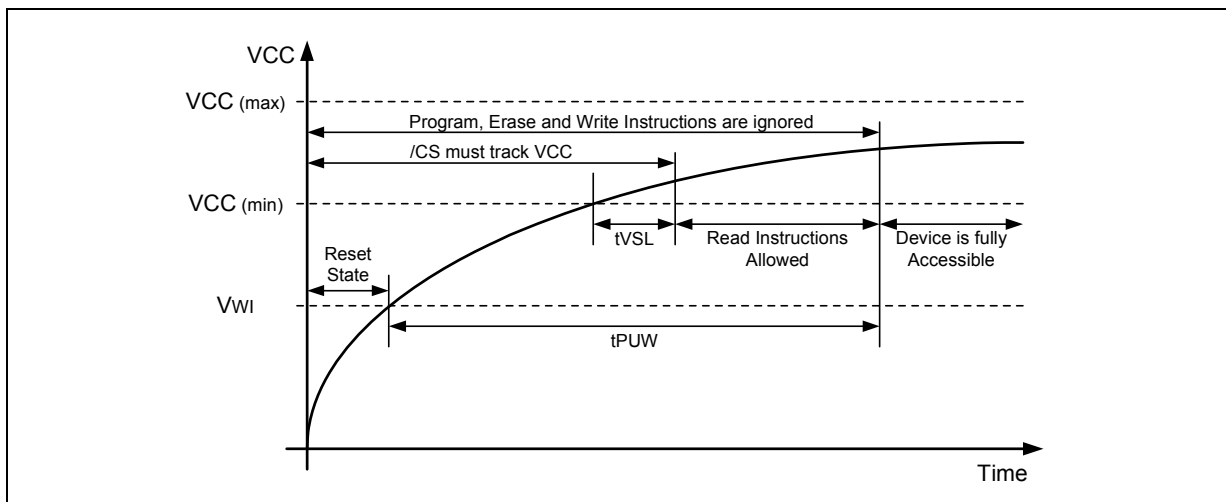 VCC
VCC (max)
Program, Erase and Write Instructions are ignored
/CS must track VCC
VCC (min)
tVSL
Read Instructions
Allowed
Device is fully
Accessible
Reset
State
VWI
tPUW
Time